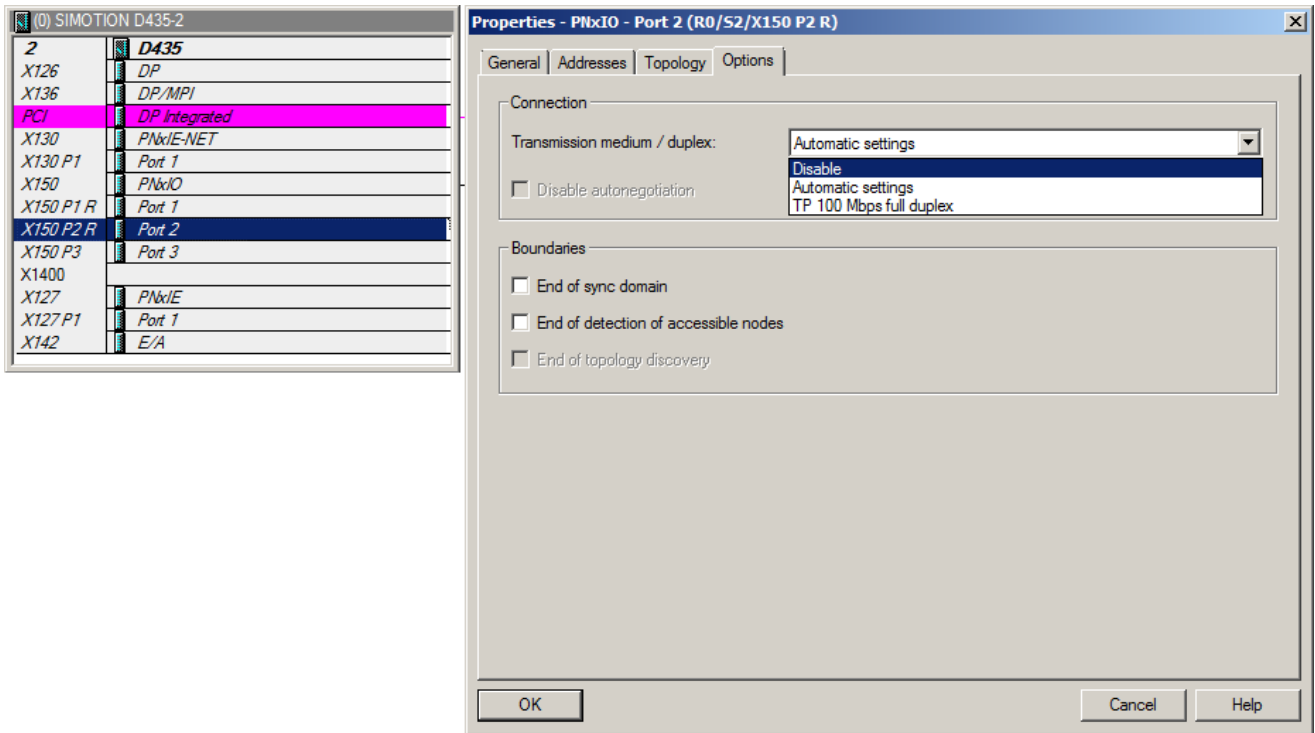 (0) SIMOTION D435-2
2 D435
X126 DP
X136 DP/MPI
PCI DP Integrated
X130 PNxIE-NET
X130 P1 Port 1
X150 PNxIO
X150 P1 R Port 1
X150 P2 R Port 2
X150 P3 Port 3
X1400
X127 PNxIE
X127 P1 Port 1
X142 E/A
Properties - PNxIO - Port 2 (R0/S2/X150 P2 R)
General Addresses Topology Options
Connection
Transmission medium / duplex: Automatic settings
Disable
Automatic settings
TP 100 Mbps full duplex
Disable autonegotiation
Boundaries
End of sync domain
End of detection of accessible nodes
End of topology discovery
OK Cancel Help